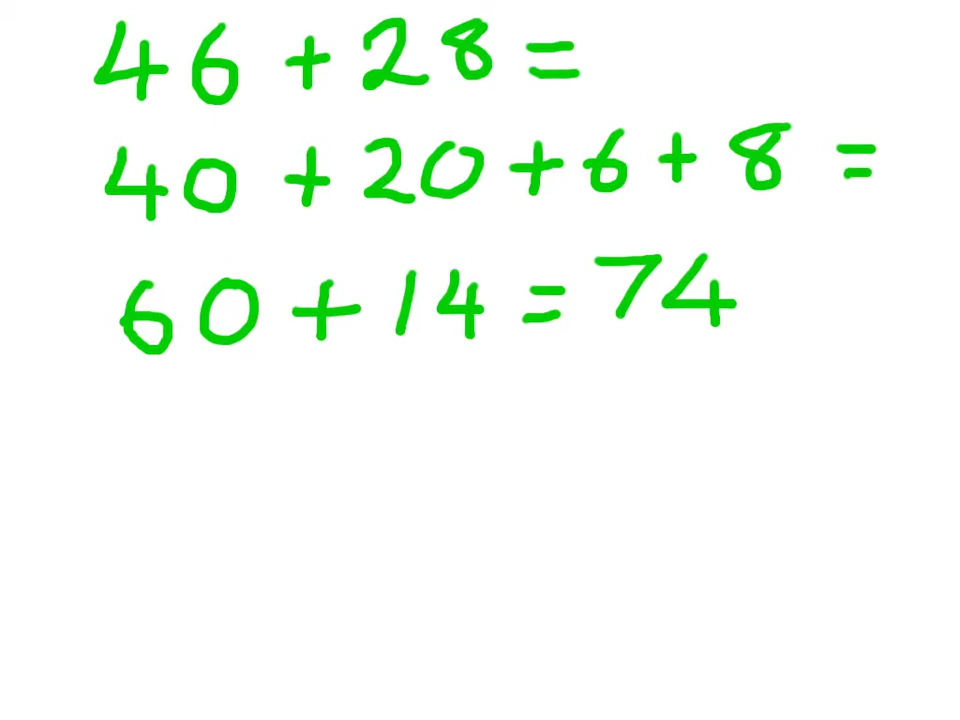 46 + 28 =
40 + 20 + 6 + 8 =
60 + 14 = 74